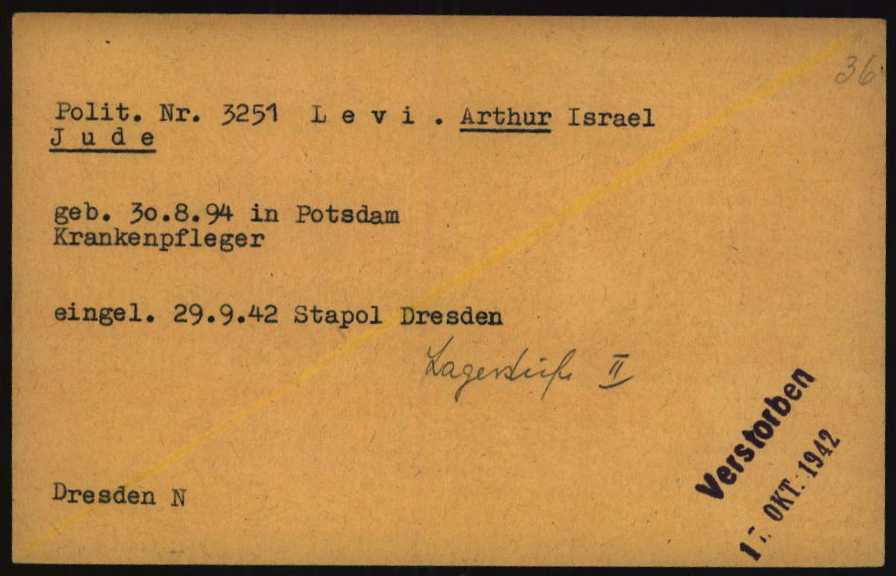 36
Polit. Nr. 3251 L e v i . Arthur Israel
J u d e
geb. 3o.8.94 in Potsdam
Krankenpfleger
eingel. 29.9.42 Stapol Dresden
Lagerstufe II
Dresden N
Verstorben
OKT. 1942